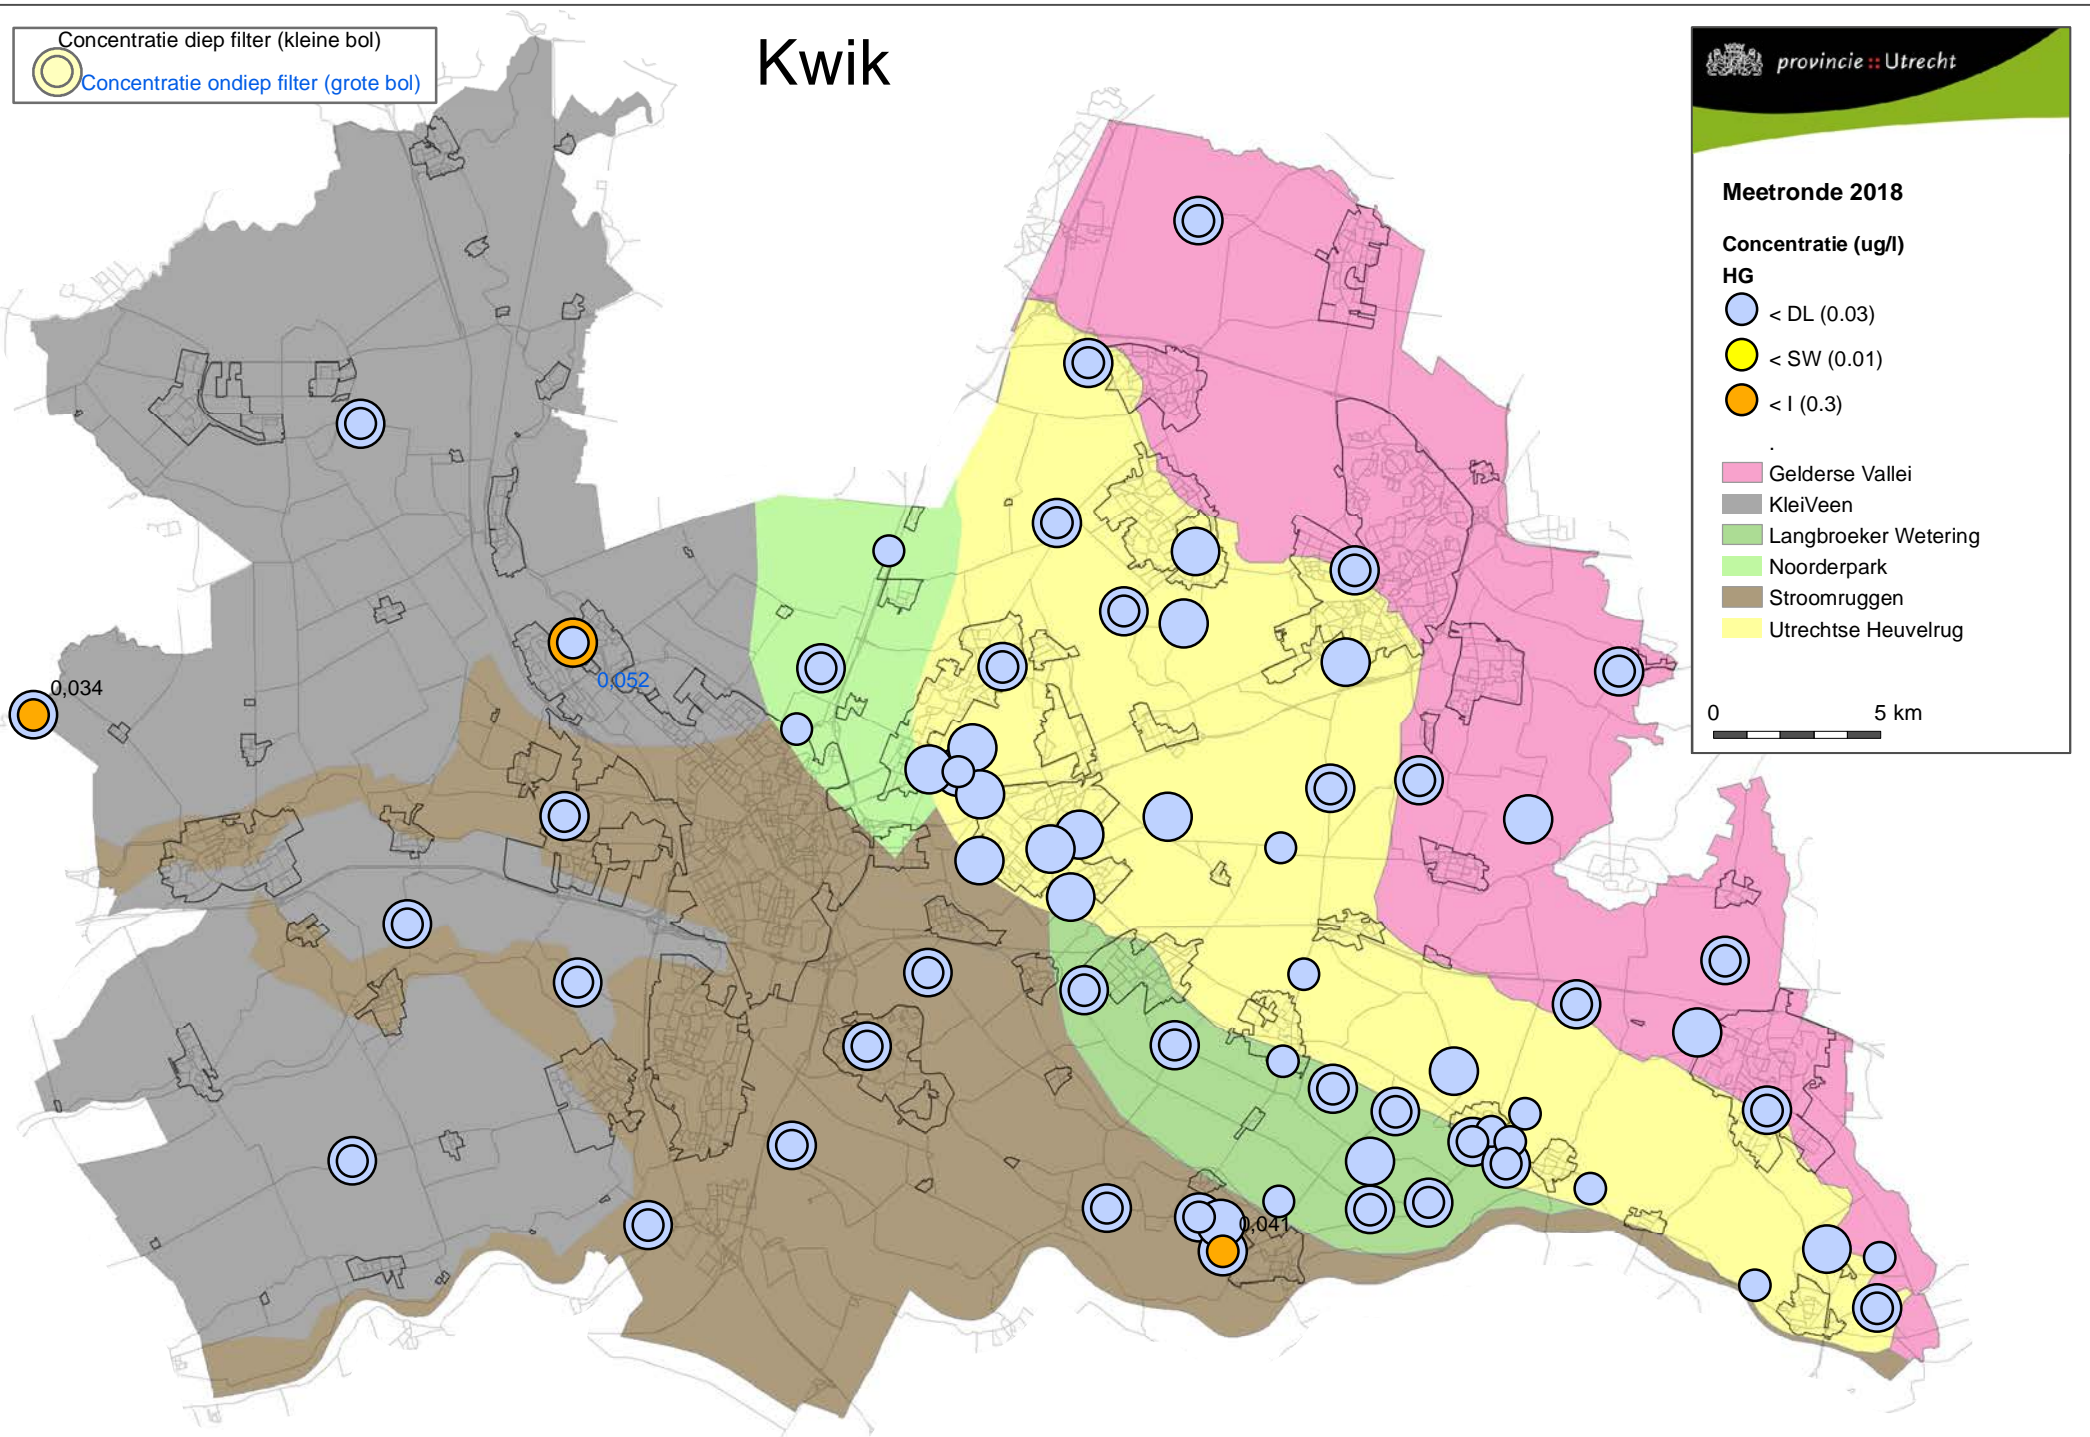 Concentratie diep filter (kleine bol)
Concentratie ondiep filter (grote bol)
Kwik
provincie :: Utrecht
Meetronde 2018
Concentratie (ug/l)
HG
< DL (0.03)
< SW (0.01)
< I (0.3)
.
Gelderse Vallei
KleiVeen
Langbroeker Wetering
Noorderpark
Stroomruggen
Utrechtse Heuvelrug
0 5 km
0,052
0,034
0,041